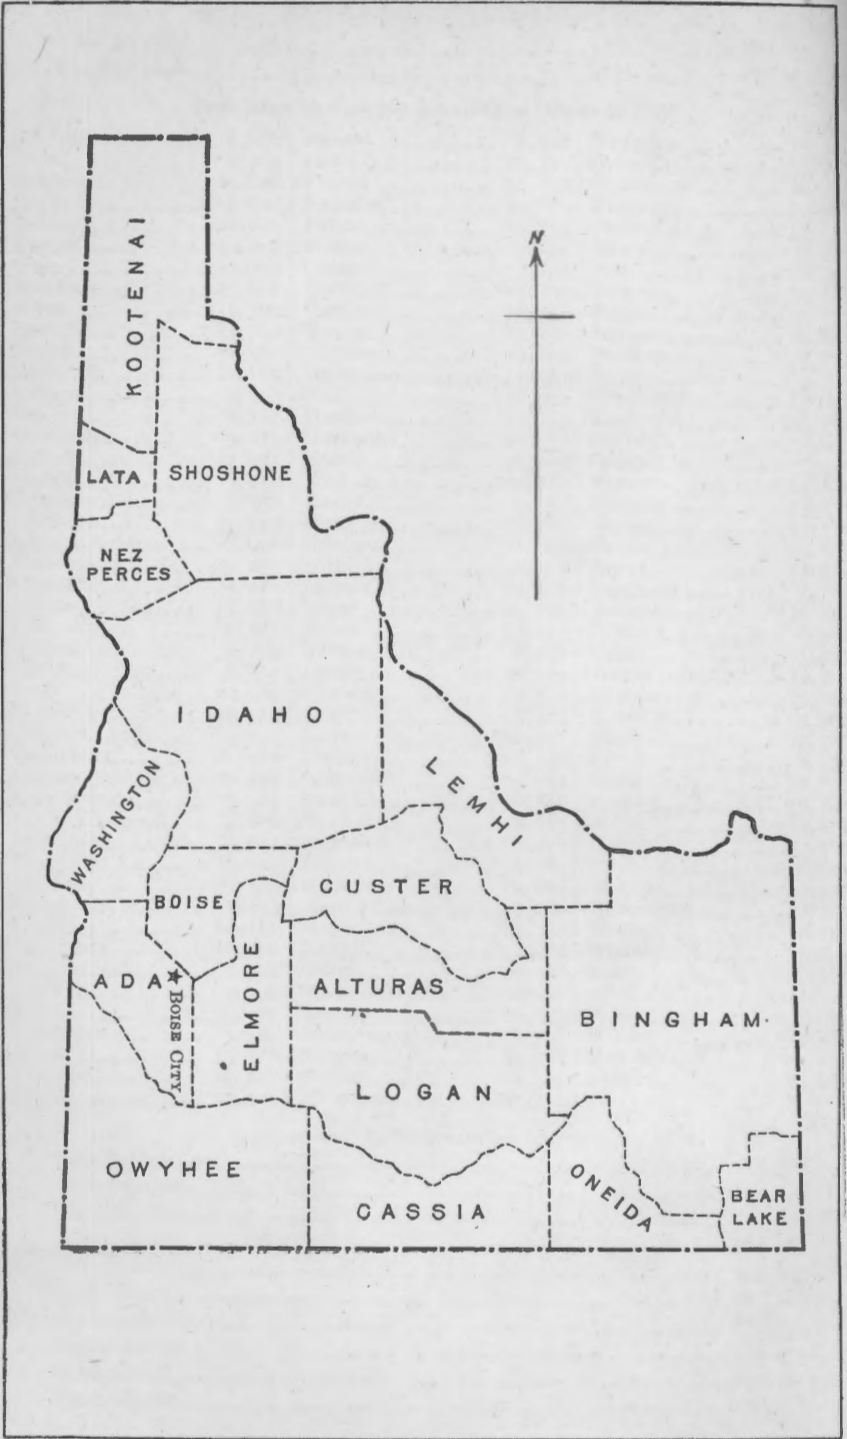 N
KOOTENAI
LATA
SHOSHONE
NEZ
PERCES
IDAHO
LEMHI
WASHINGTON
BOISE
CUSTER
ADA
BOISE CITY
ELMORE
ALTURAS
BINGHAM
LOGAN
OWYHEE
CASSIA
ONEIDA
BEAR
LAKE